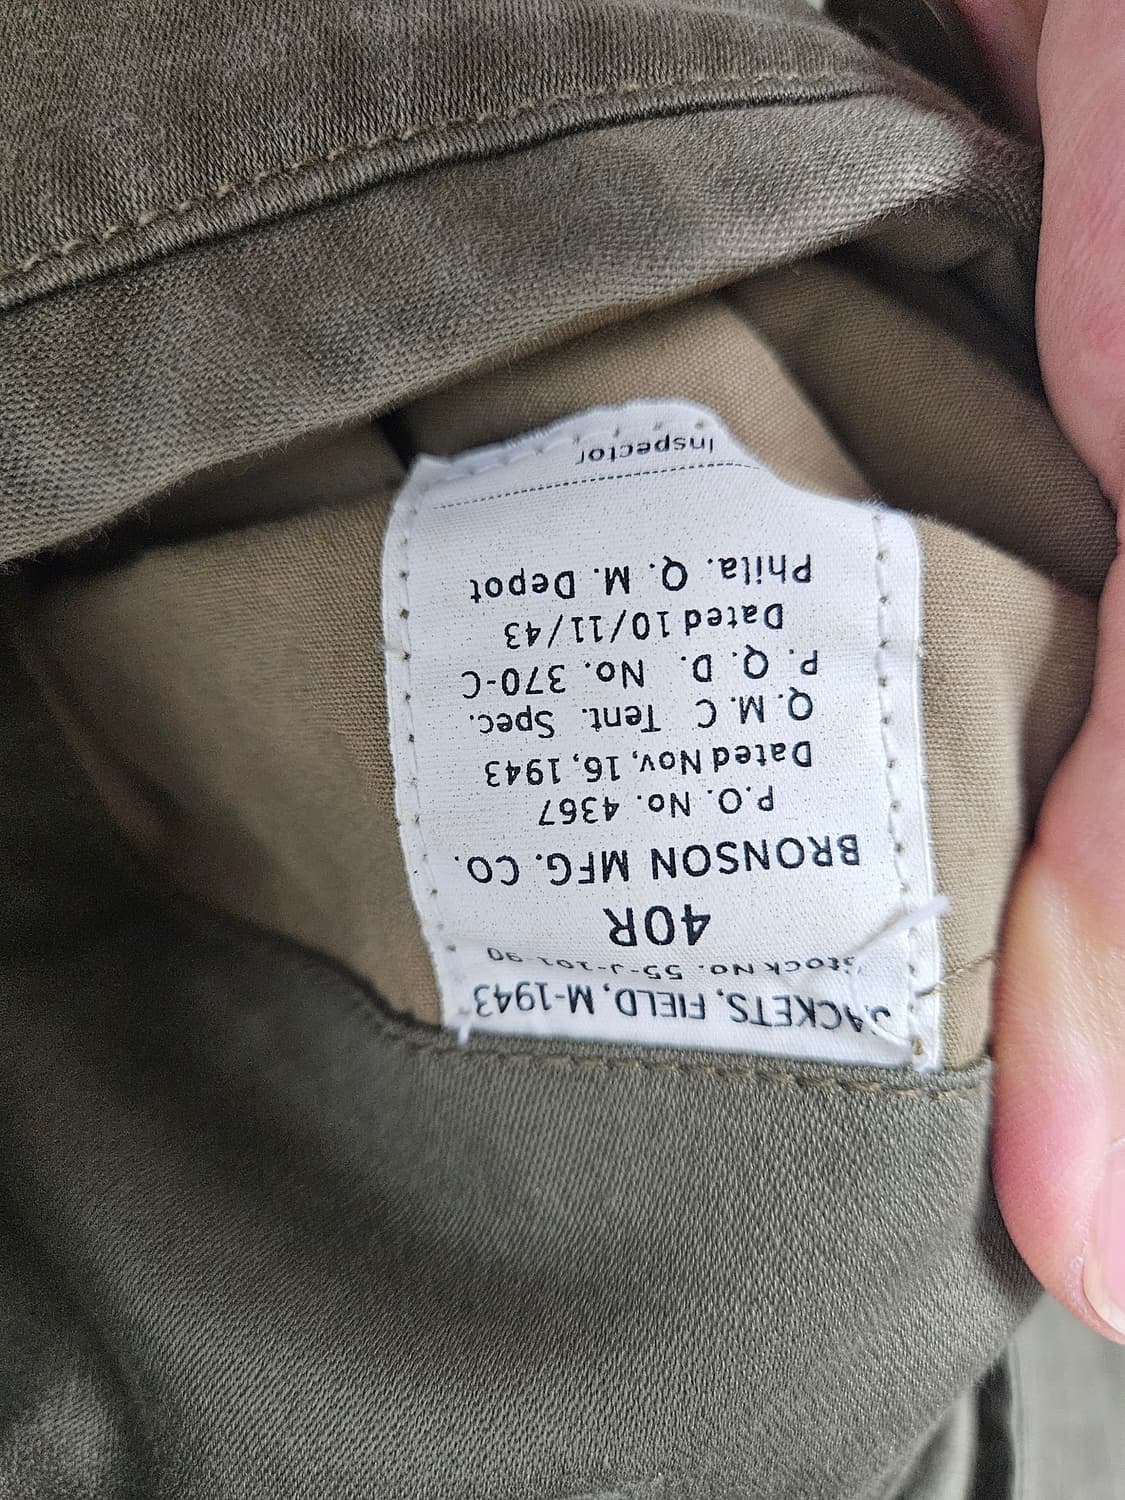 JACKETS, FIELD, M-1943
Stock No. 55-J-101-90
40R
BRONSON MFG. CO.
P.O. No. 4367
Dated Nov, 16, 1943
Q. M. C Tent. Spec.
P. Q. D. No. 370-C
Dated 10/11/43
Phila. Q. M. Depot
Inspector